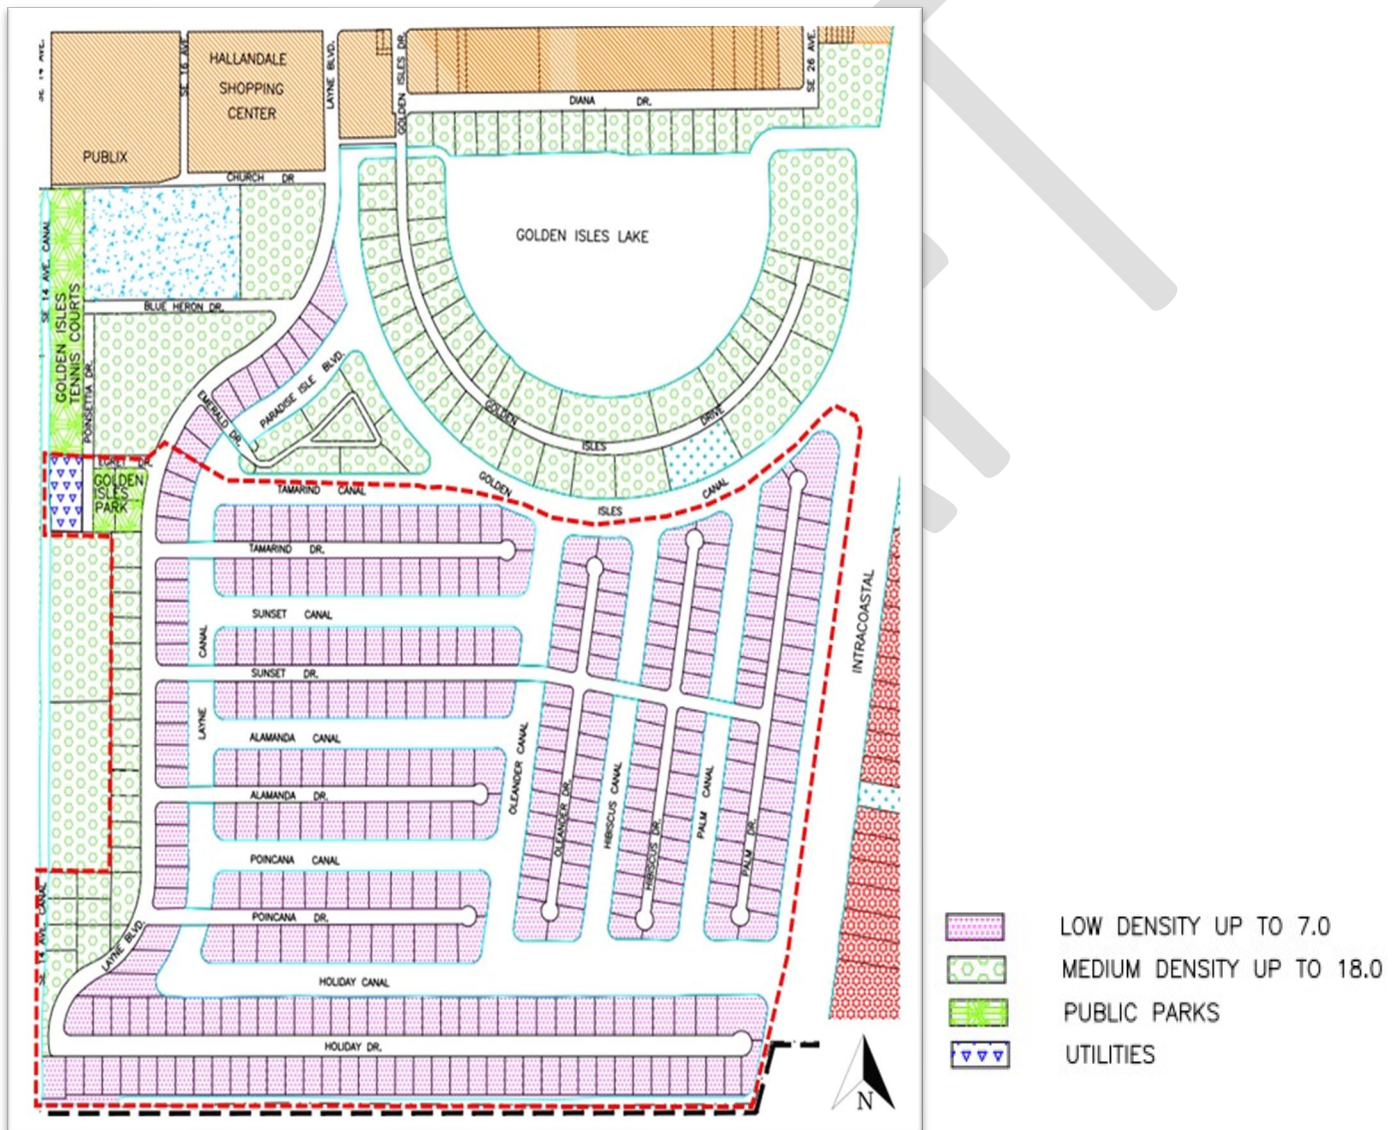 SE 14 AVE.
SE 16 AVE
HALLANDALE
SHOPPING
CENTER
PUBLIX
LAYNE BLVD.
GOLDEN ISLES DR.
SE 26 AVE.
DIANA DR.
CHURCH DR
SE 14 AVE. CANAL
GOLDEN ISLES
TENNIS COURTS
BLUE HERON DR.
POINSETTIA DR.
EMERALD DR.
PARADISE ISLE BLVD.
GOLDEN ISLES LAKE
GOLDEN ISLES DRIVE
EGRET DR.
GOLDEN
ISLES
PARK
GOLDEN ISLES CANAL
TAMARIND CANAL
TAMARIND DR.
SUNSET CANAL
LAYNE CANAL
SUNSET DR.
ALAMANDA CANAL
ALAMANDA DR.
POINCANA CANAL
POINCANA DR.
OLEANDER CANAL
OLEANDER DR.
HIBISCUS CANAL
HIBISCUS DR.
PALM CANAL
PALM DR.
INTRACOASTAL
SE 14 AVE. CANAL
LAYNE BLVD.
HOLIDAY CANAL
HOLIDAY DR.
N
LOW DENSITY UP TO 7.0
MEDIUM DENSITY UP TO 18.0
PUBLIC PARKS
UTILITIES